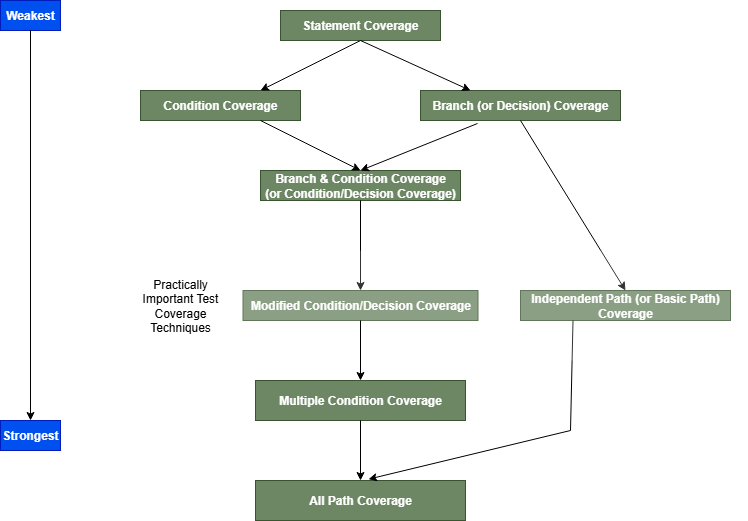 Weakest
Statement Coverage
Condition Coverage
Branch (or Decision) Coverage
Branch & Condition Coverage
(or Condition/Decision Coverage)
Practically
Important Test
Coverage
Techniques
Modified Condition/Decision Coverage
Independent Path (or Basic Path)
Coverage
Multiple Condition Coverage
Strongest
All Path Coverage